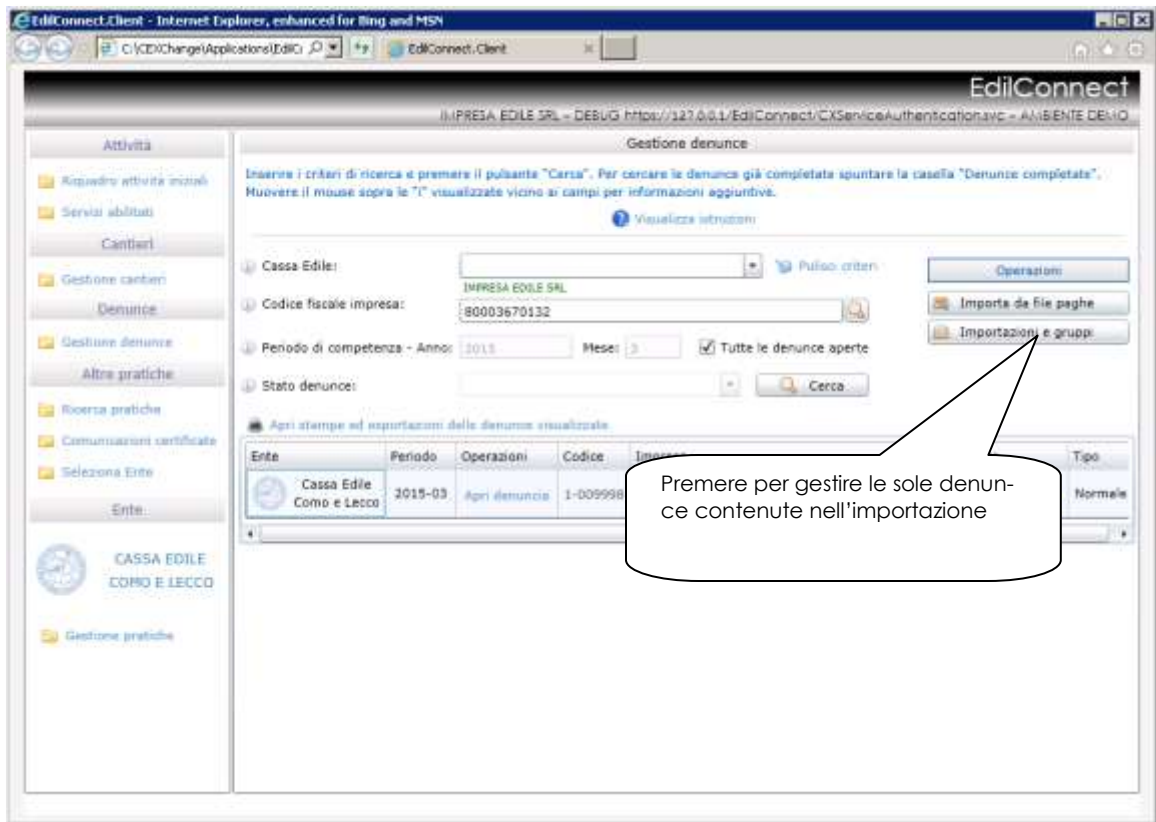 EdilConnect.Client - Internet Explorer, enhanced for Bing and MSN
C:\CEXChange\Applications\EdilCo
EdilConnect.Client
EdilConnect
IMPRESA EDILE SRL - DEBUG https://127.0.0.1/EdilConnect/CXServiceAuthentication.svc - AMBIENTE DEMO
Attività
Riquadro attività iniziali
Servizi abilitati
Cantieri
Gestione cantieri
Denunce
Gestione denunce
Altre pratiche
Ricerca pratiche
Comunicazioni certificate
Seleziona Ente
Ente
CASSA EDILE
COMO E LECCO
Gestione pratiche
Gestione denunce
Inserire i criteri di ricerca e premere il pulsante "Cerca". Per cercare le denunce già completate spuntare la casella "Denunce completate".
Muovere il mouse sopra le "i" visualizzate vicino ai campi per informazioni aggiuntive.
Visualizza istruzioni
Cassa Edile:
Pulisci criteri
IMPRESA EDILE SRL
Codice fiscale impresa:
80003670132
Periodo di competenza - Anno: 2015 Mese: 3 Tutte le denunce aperte
Stato denunce:
Cerca
Operazioni
Importa da file paghe
Importazioni e gruppi
Apri stampe ed esportazioni delle denunce visualizzate
Ente Periodo Operazioni Codice Impresa Tipo
Cassa Edile
Como e Lecco 2015-03 Apri denuncia 1-009998 Normale
Premere per gestire le sole denun-
ce contenute nell'importazione